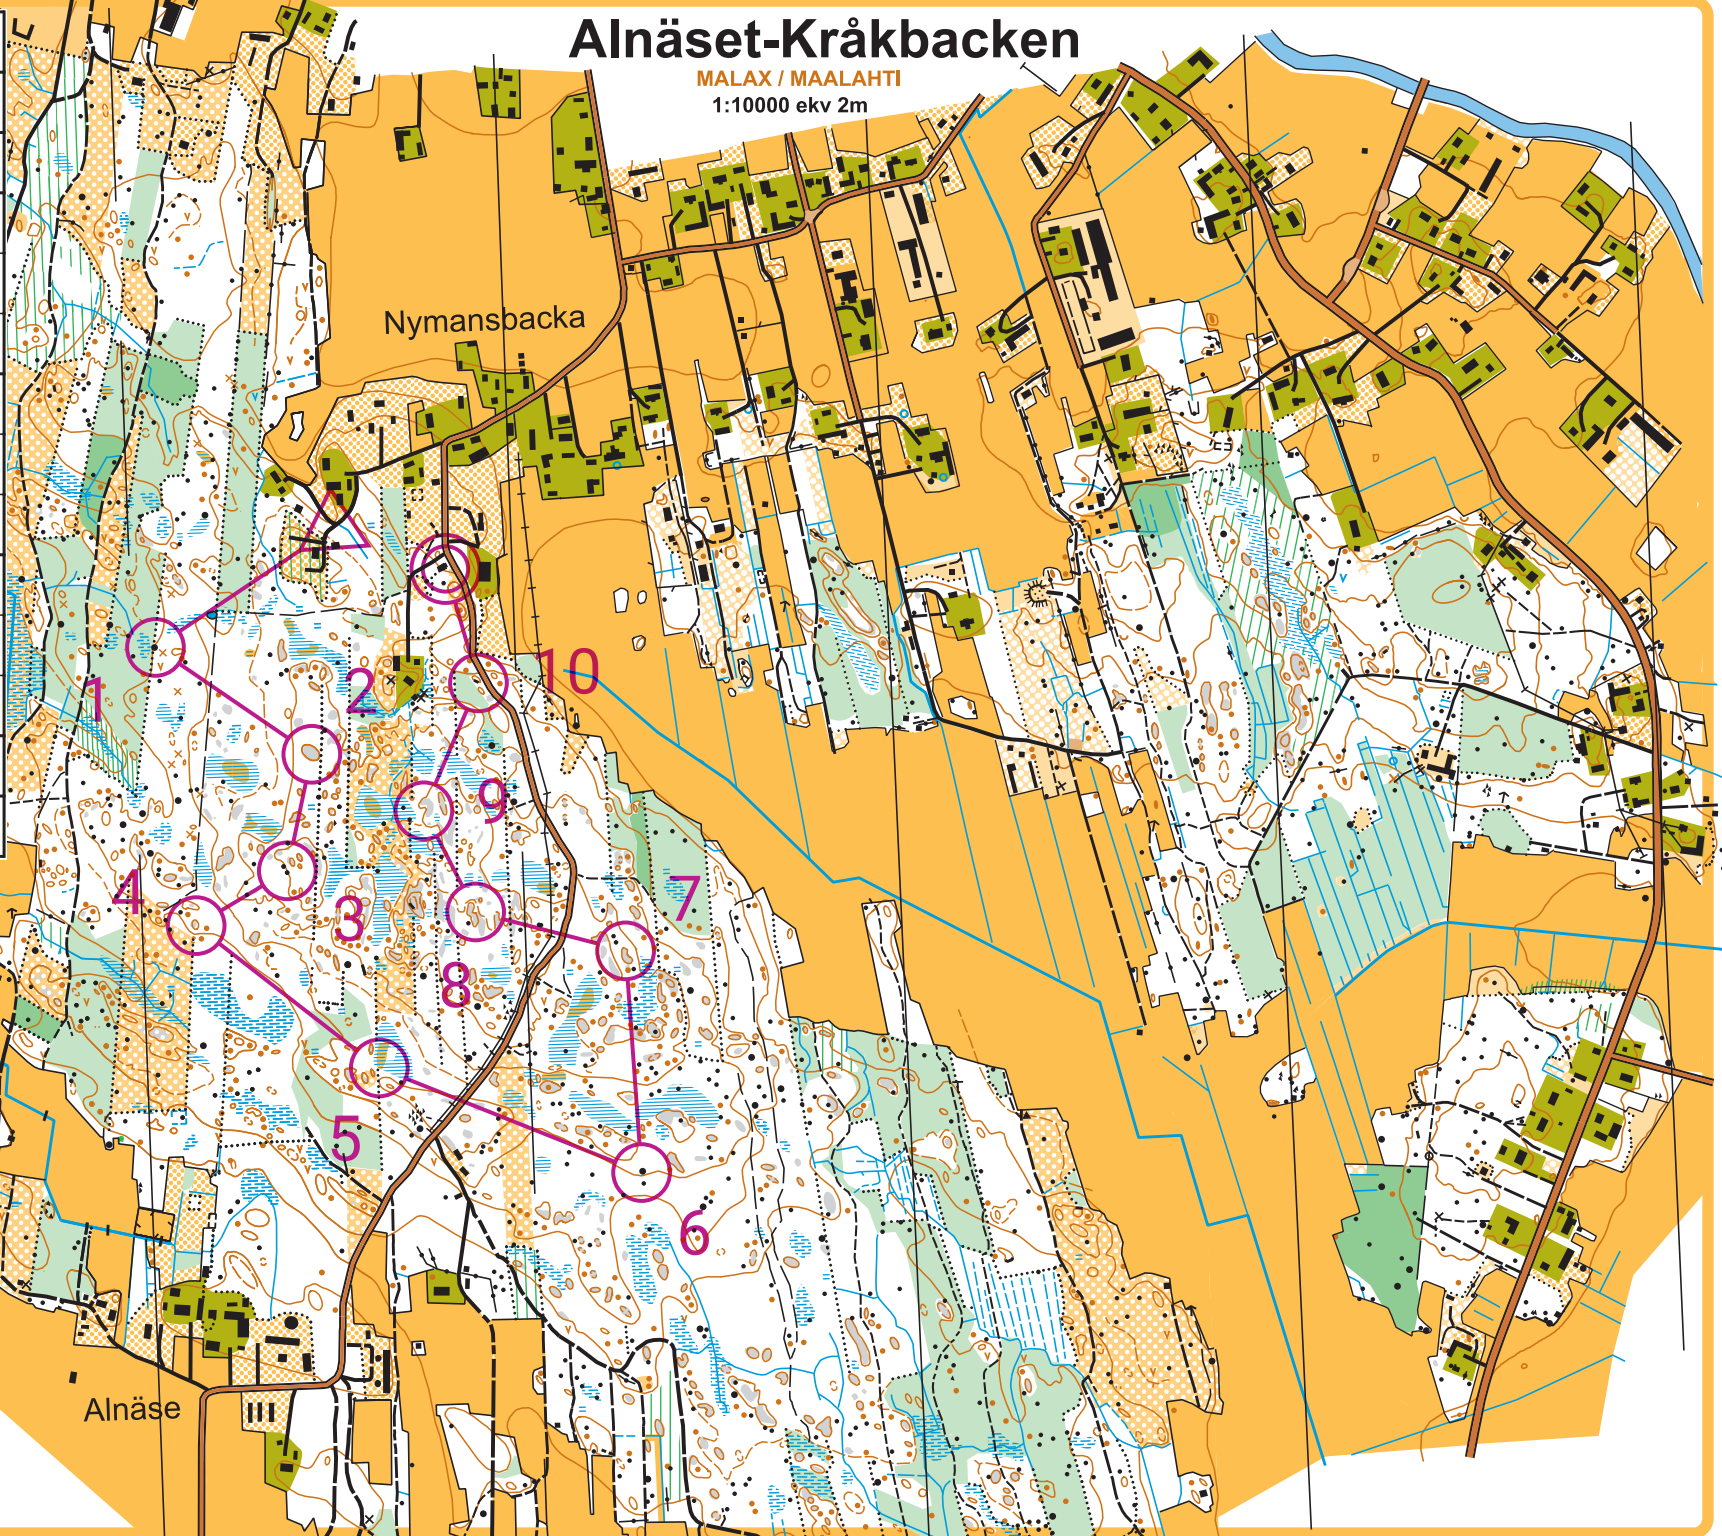 Alnäset-Kråkbacken
MALAX / MAALAHTI
1:10000 ekv 2m
Nymansbacka
10
2
1
9
4
7
3
8
5
6
Alnäse